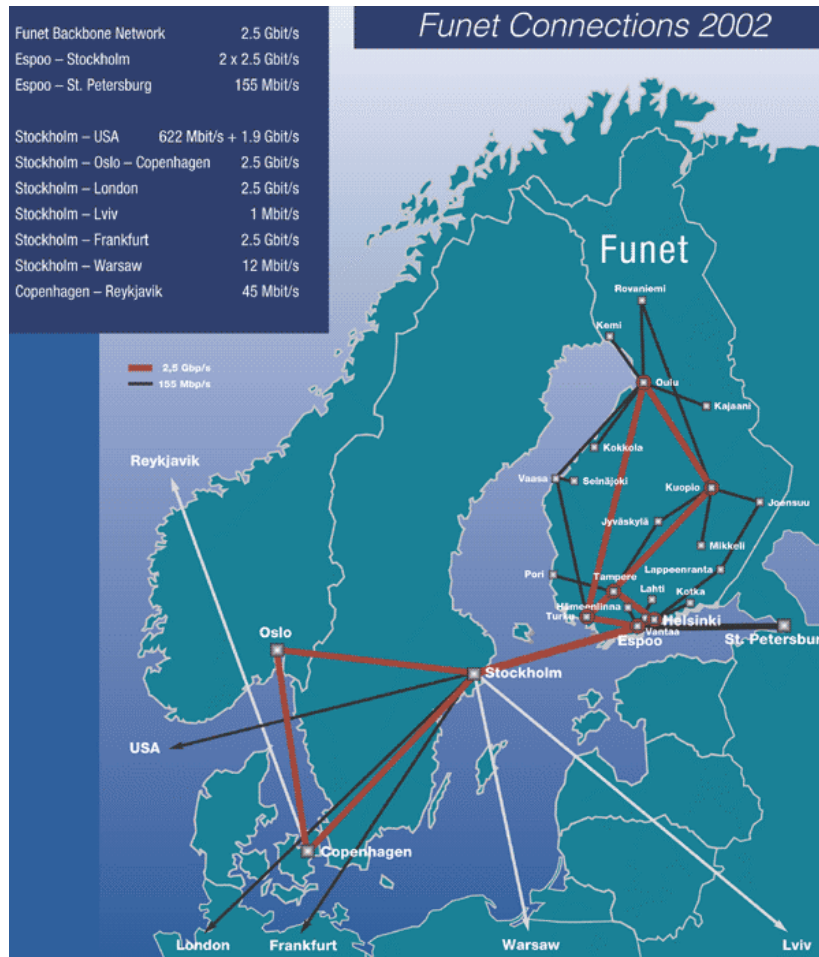 Funet Connections 2002
Funet Backbone Network 2.5 Gbit/s
Espoo – Stockholm 2 x 2.5 Gbit/s
Espoo – St. Petersburg 155 Mbit/s
Stockholm – USA 622 Mbit/s + 1.9 Gbit/s
Stockholm – Oslo – Copenhagen 2.5 Gbit/s
Stockholm – London 2.5 Gbit/s
Stockholm – Lviv 1 Mbit/s
Stockholm – Frankfurt 2.5 Gbit/s
Stockholm – Warsaw 12 Mbit/s
Copenhagen – Reykjavik 45 Mbit/s
Funet
Rovaniemi
Kemi
2,5 Gbp/s
155 Mbp/s
Oulu
Kajaani
Kokkola
Reykjavik
Vaasa
Seinäjoki
Kuopio
Joensuu
Jyväskylä
Mikkeli
Lappeenranta
Pori
Tampere
Lahti
Kotka
Hämeenlinna
Turku
Helsinki
Vantaa
Espoo
St. Petersbur
Oslo
Stockholm
USA
Copenhagen
London
Frankfurt
Warsaw
Lviv